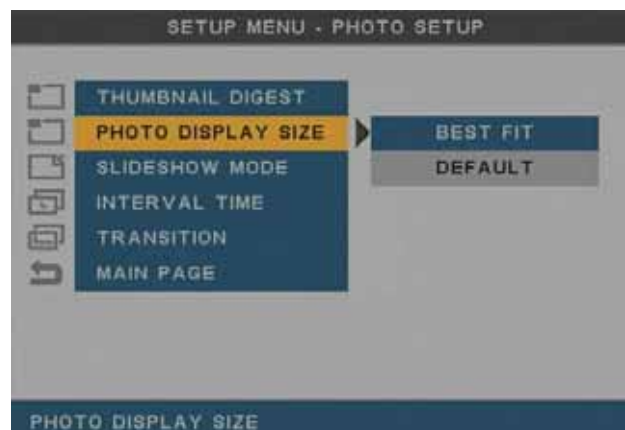 SETUP MENU - PHOTO SETUP
THUMBNAIL DIGEST
PHOTO DISPLAY SIZE
BEST FIT
SLIDESHOW MODE
DEFAULT
INTERVAL TIME
TRANSITION
MAIN PAGE
PHOTO DISPLAY SIZE